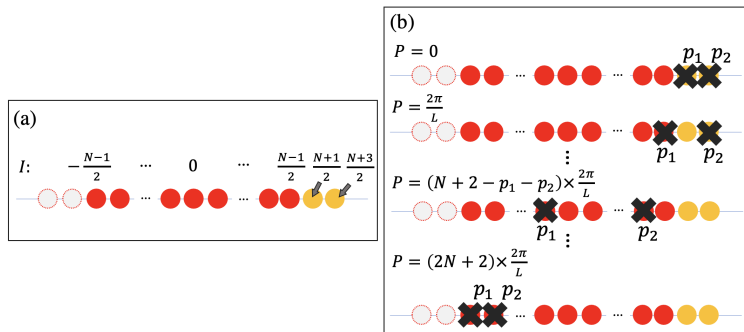 (a)
I: −(N−1)/2 ··· 0 ··· (N−1)/2 (N+1)/2 (N+3)/2
··· ···
(b)
P = 0
p₁ p₂
··· ···
P = 2π/L
··· ···
p₁ p₂
⋮
P = (N + 2 − p₁ − p₂) × 2π/L
··· ···
p₁ p₂
⋮
P = (2N + 2) × 2π/L
p₁ p₂
··· ···